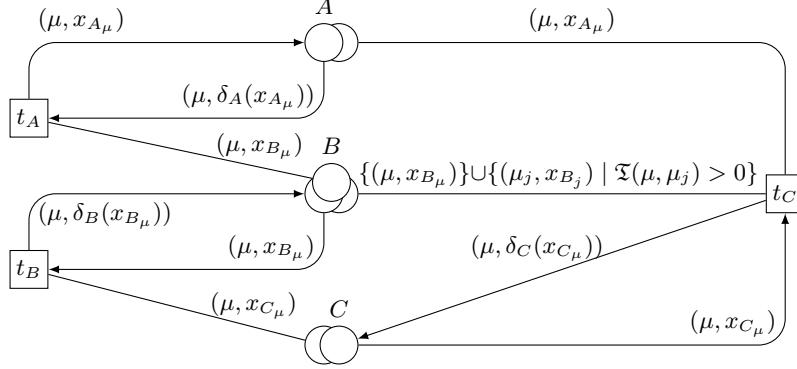 (μ, x_{A_μ}) A (μ, x_{A_μ})
(μ, δ_A(x_{A_μ}))
t_A
(μ, x_{B_μ}) B
{(μ, x_{B_μ})}∪{(μ_j, x_{B_j}) | 𝔗(μ, μ_j) > 0}
t_C
(μ, δ_B(x_{B_μ}))
(μ, x_{B_μ}) (μ, δ_C(x_{C_μ}))
t_B
(μ, x_{C_μ}) C (μ, x_{C_μ})